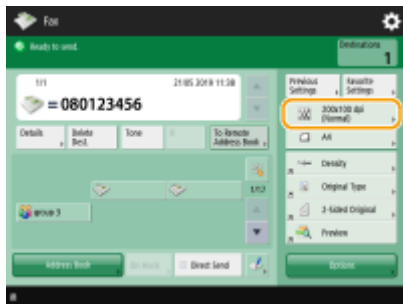 Fax
Ready to send.
Destinations
1
1/1
21/05 2019 11:38
= 080123456
Details
Delete Dest.
Tone
To Remote Address Book
Previous Settings
Favorite Settings
200x100 dpi (Normal)
A4
Density
Original Type
2-Sided Original
Preview
group 3
Address Book
On Hook
Direct Send
Options